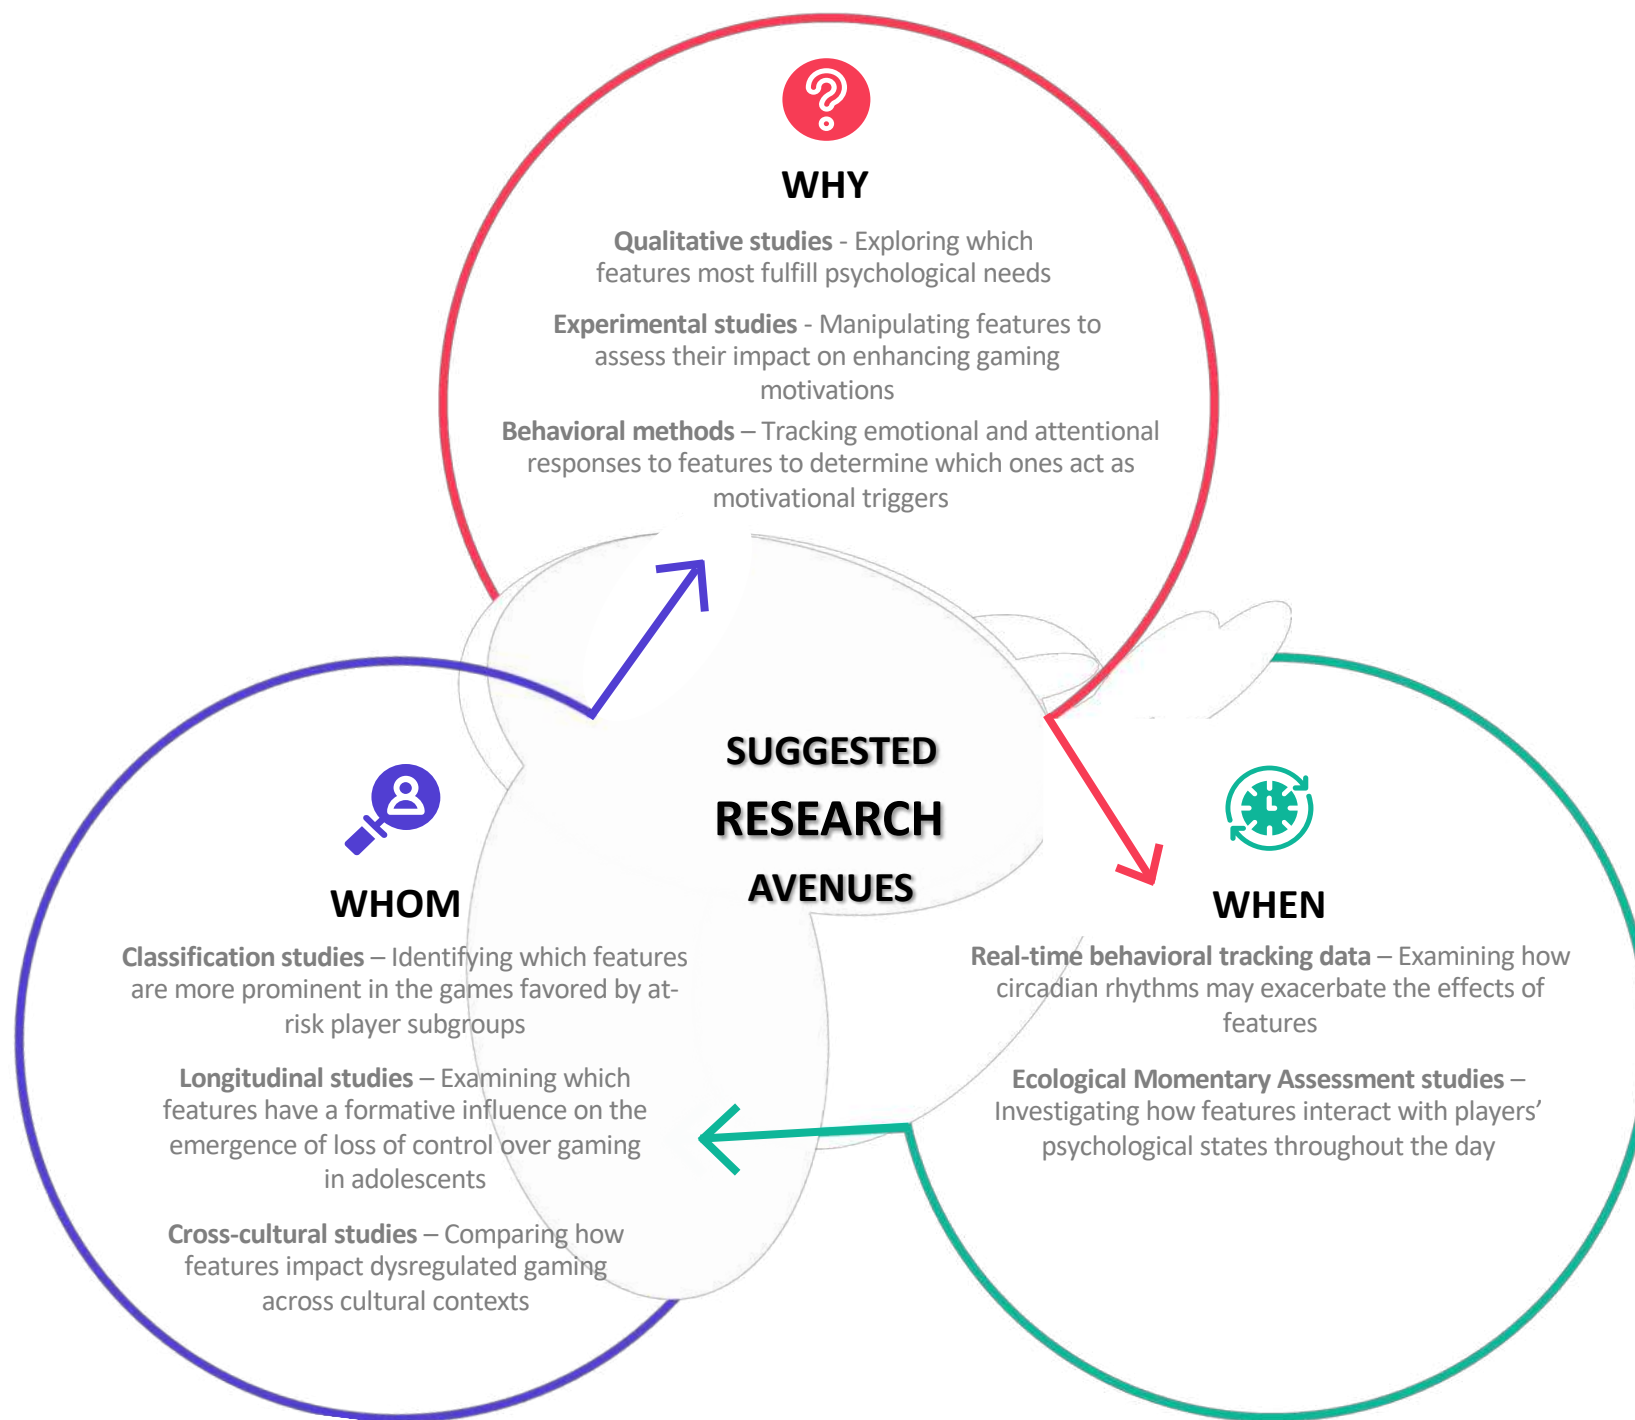 WHY
Qualitative studies - Exploring which
features most fulfill psychological needs
Experimental studies - Manipulating features to
assess their impact on enhancing gaming
motivations
Behavioral methods – Tracking emotional and attentional
responses to features to determine which ones act as
motivational triggers
SUGGESTED
RESEARCH
AVENUES
WHOM
Classification studies – Identifying which features
are more prominent in the games favored by at-
risk player subgroups
Longitudinal studies – Examining which
features have a formative influence on the
emergence of loss of control over gaming
in adolescents
Cross-cultural studies – Comparing how
features impact dysregulated gaming
across cultural contexts
WHEN
Real-time behavioral tracking data – Examining how
circadian rhythms may exacerbate the effects of
features
Ecological Momentary Assessment studies –
Investigating how features interact with players’
psychological states throughout the day